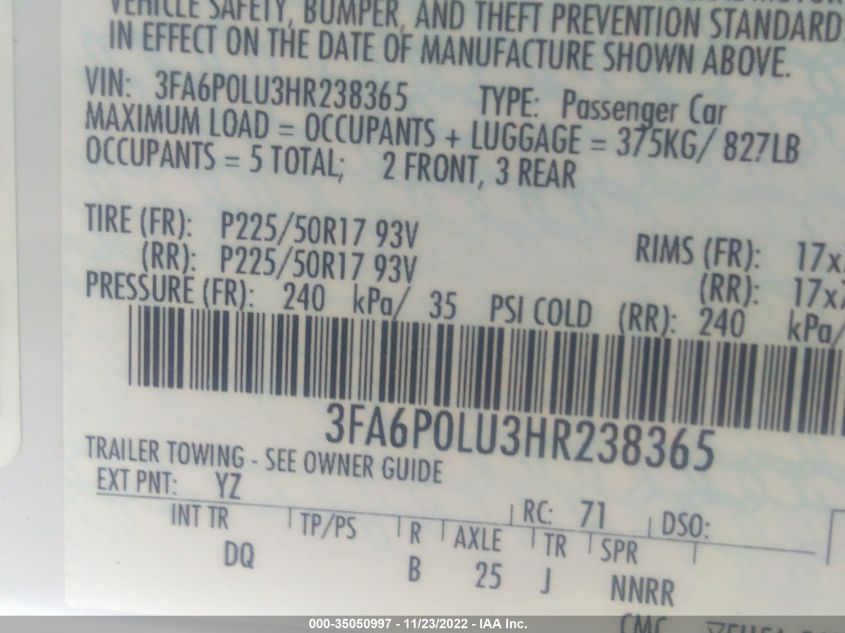 VEHICLE SAFETY, BUMPER, AND THEFT PREVENTION STANDARD
IN EFFECT ON THE DATE OF MANUFACTURE SHOWN ABOVE.
VIN: 3FA6P0LU3HR238365 TYPE: Passenger Car
MAXIMUM LOAD = OCCUPANTS + LUGGAGE = 375KG/ 827LB
OCCUPANTS = 5 TOTAL; 2 FRONT, 3 REAR
TIRE (FR): P225/50R17 93V RIMS (FR): 17x
(RR): P225/50R17 93V (RR): 17x
PRESSURE (FR): 240 kPa/ 35 PSI COLD (RR): 240 kPa/
3FA6P0LU3HR238365
TRAILER TOWING - SEE OWNER GUIDE
EXT PNT: YZ RC: 71 DSO:
INT TR TP/PS R AXLE TR SPR
DQ B 25 J NNRR
000-35050997 - 11/23/2022 - IAA Inc.